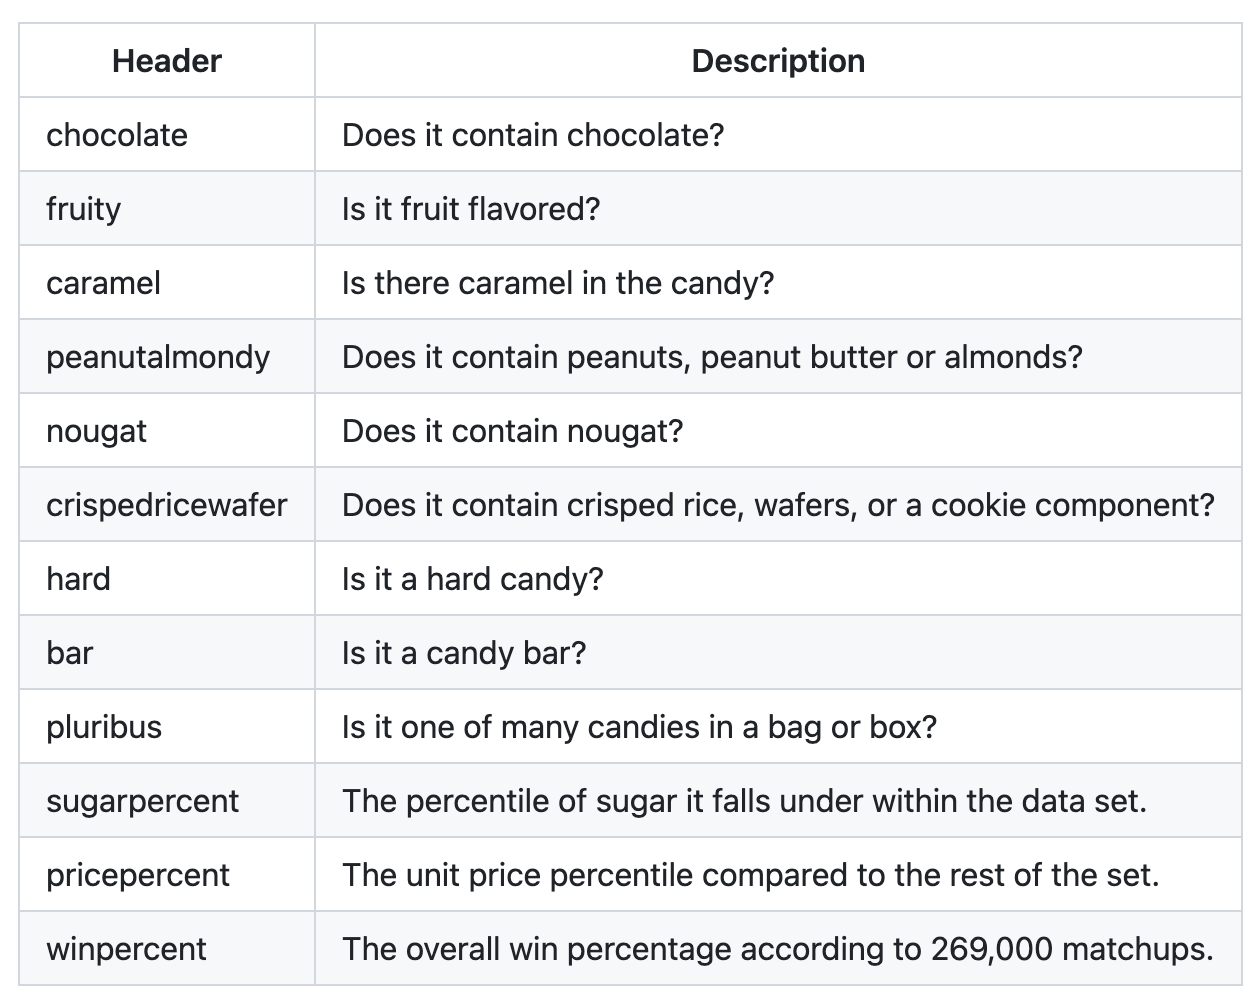 Header Description
chocolate Does it contain chocolate?
fruity Is it fruit flavored?
caramel Is there caramel in the candy?
peanutalmondy Does it contain peanuts, peanut butter or almonds?
nougat Does it contain nougat?
crispedricewafer Does it contain crisped rice, wafers, or a cookie component?
hard Is it a hard candy?
bar Is it a candy bar?
pluribus Is it one of many candies in a bag or box?
sugarpercent The percentile of sugar it falls under within the data set.
pricepercent The unit price percentile compared to the rest of the set.
winpercent The overall win percentage according to 269,000 matchups.